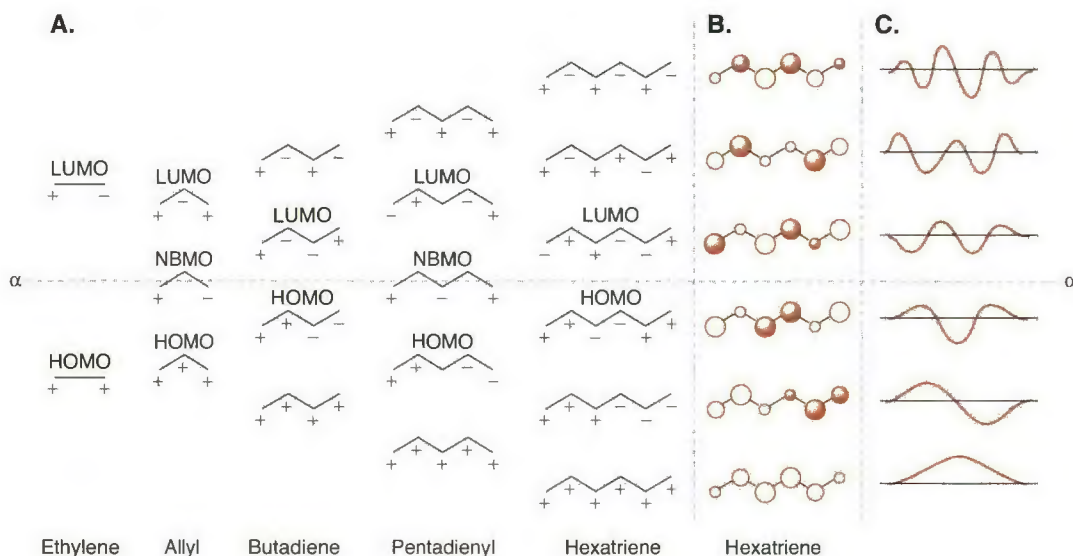 A.
B.
C.
LUMO
+ −
HOMO
+ +
Ethylene
LUMO
−
+ +
NBMO
+ −
HOMO
+
+ +
Allyl
− −
+ +
LUMO
− +
+ −
HOMO
+ −
+ −
+ +
+ +
Butadiene
− −
+ + +
LUMO
+ −
− +
NBMO
+ − +
HOMO
+ −
+ −
+ +
+ + +
Pentadienyl
− − −
+ + +
− + +
+ −
LUMO
− + +
+ − −
HOMO
+ − +
+ − +
+ − −
+ + −
+ + +
+ + +
Hexatriene
Hexatriene
α
α